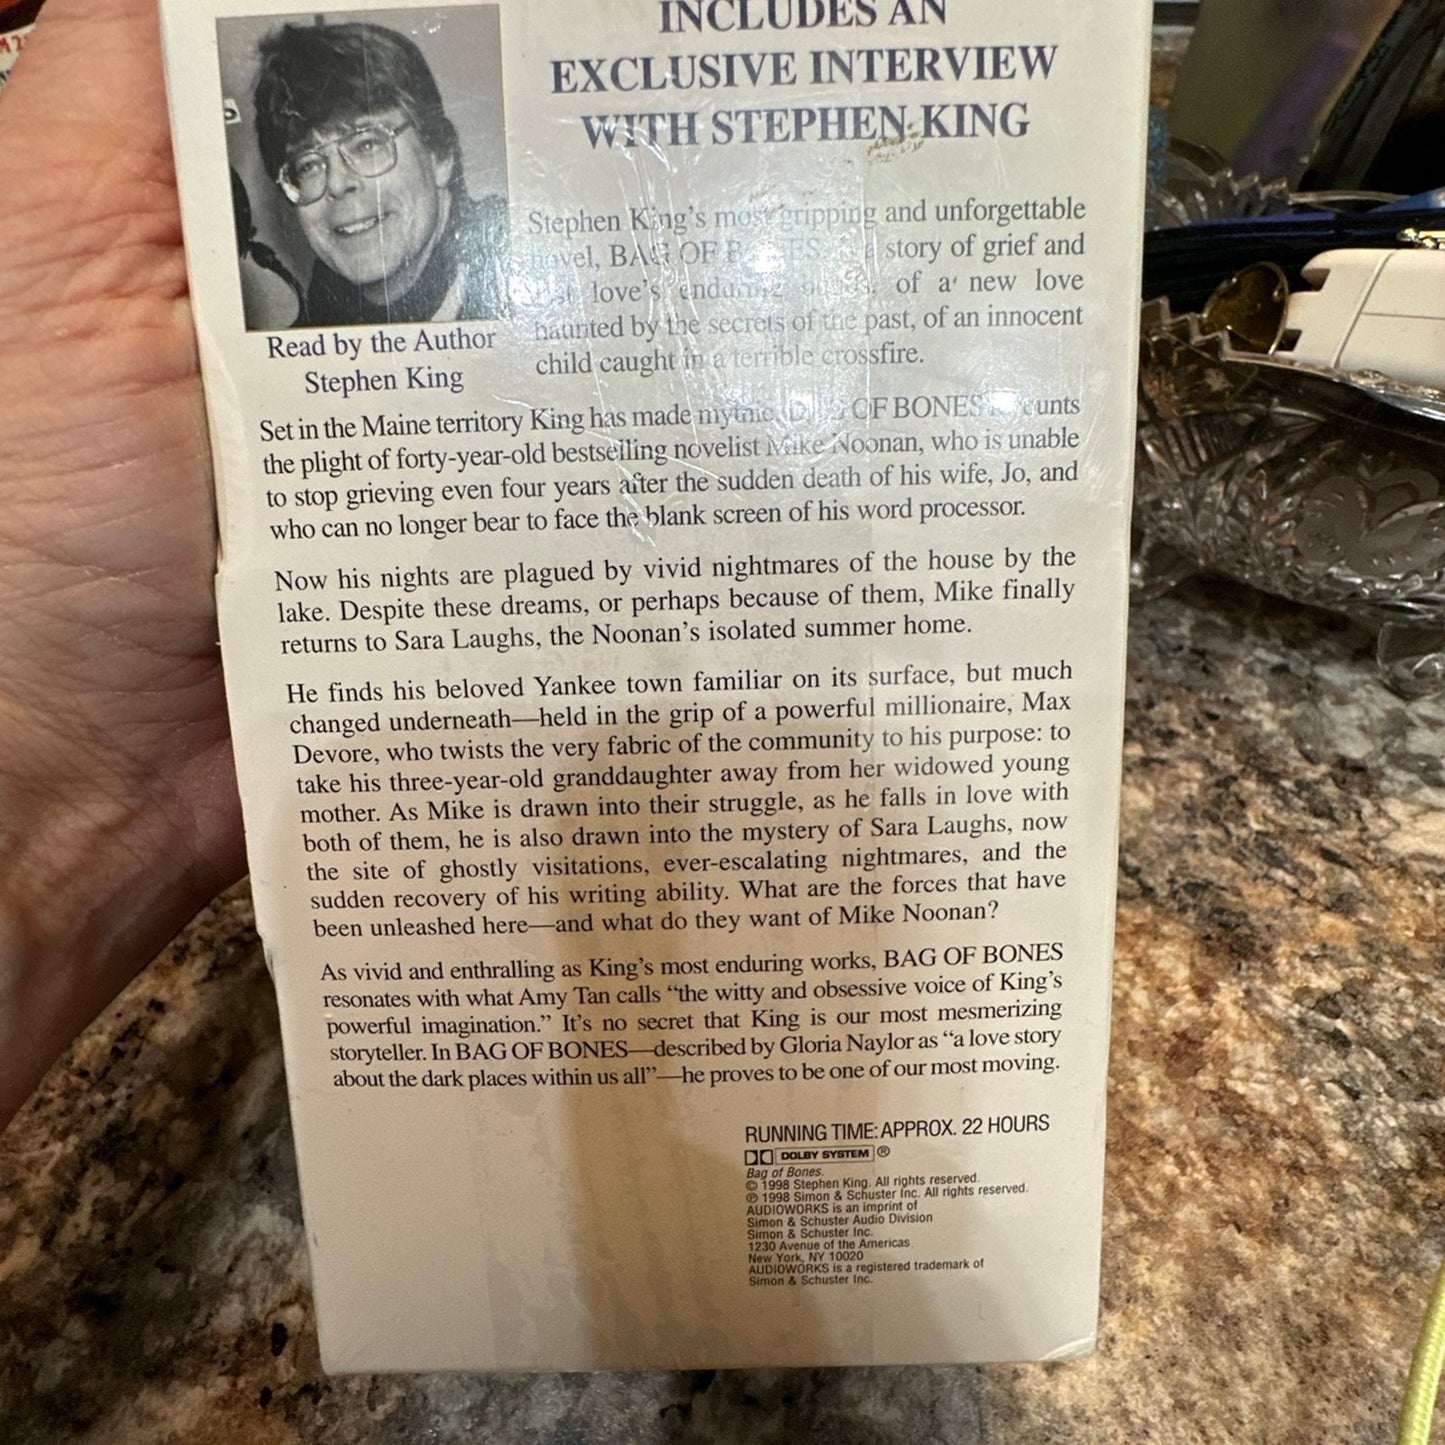 INCLUDES AN
EXCLUSIVE INTERVIEW
WITH STEPHEN KING
Read by the Author
Stephen King
Stephen King's most gripping and unforgettable
novel, BAG OF BONES, a story of grief and
love's enduring of a new love
haunted by the secrets of the past, of an innocent
child caught in a terrible crossfire.
Set in the Maine territory King has made mythic, BAG OF BONES recounts
the plight of forty-year-old bestselling novelist Mike Noonan, who is unable
to stop grieving even four years after the sudden death of his wife, Jo, and
who can no longer bear to face the blank screen of his word processor.
Now his nights are plagued by vivid nightmares of the house by the
lake. Despite these dreams, or perhaps because of them, Mike finally
returns to Sara Laughs, the Noonan's isolated summer home.
He finds his beloved Yankee town familiar on its surface, but much
changed underneath—held in the grip of a powerful millionaire, Max
Devore, who twists the very fabric of the community to his purpose: to
take his three-year-old granddaughter away from her widowed young
mother. As Mike is drawn into their struggle, as he falls in love with
both of them, he is also drawn into the mystery of Sara Laughs, now
the site of ghostly visitations, ever-escalating nightmares, and the
sudden recovery of his writing ability. What are the forces that have
been unleashed here—and what do they want of Mike Noonan?
As vivid and enthralling as King's most enduring works, BAG OF BONES
resonates with what Amy Tan calls “the witty and obsessive voice of King's
powerful imagination.” It's no secret that King is our most mesmerizing
storyteller. In BAG OF BONES—described by Gloria Naylor as “a love story
about the dark places within us all”—he proves to be one of our most moving.
RUNNING TIME: APPROX. 22 HOURS
DOLBY SYSTEM ®
Bag of Bones.
© 1998 Stephen King. All rights reserved.
℗ 1998 Simon & Schuster Inc. All rights reserved.
AUDIOWORKS is an imprint of
Simon & Schuster Audio Division
Simon & Schuster Inc.
1230 Avenue of the Americas
New York, NY 10020
AUDIOWORKS is a registered trademark of
Simon & Schuster Inc.